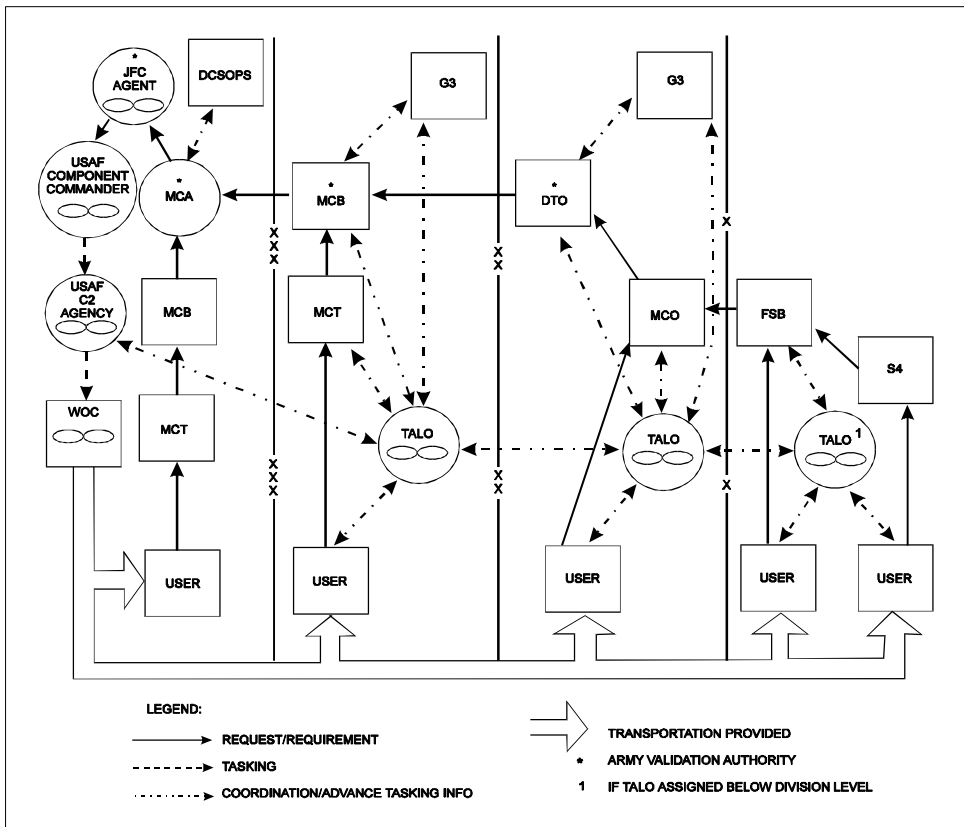 *
JFC
AGENT
DCSOPS
G3
G3
USAF
COMPONENT
COMMANDER
*
MCA
*
MCB
*
DTO
X
X
X
X
X
X
USAF
C2
AGENCY
MCB
MCT
MCO
FSB
S4
WOC
MCT
TALO
TALO
TALO 1
X
X
X
X
X
X
USER
USER
USER
USER
USER
LEGEND:
REQUEST/REQUIREMENT
TASKING
COORDINATION/ADVANCE TASKING INFO
TRANSPORTATION PROVIDED
* ARMY VALIDATION AUTHORITY
1 IF TALO ASSIGNED BELOW DIVISION LEVEL